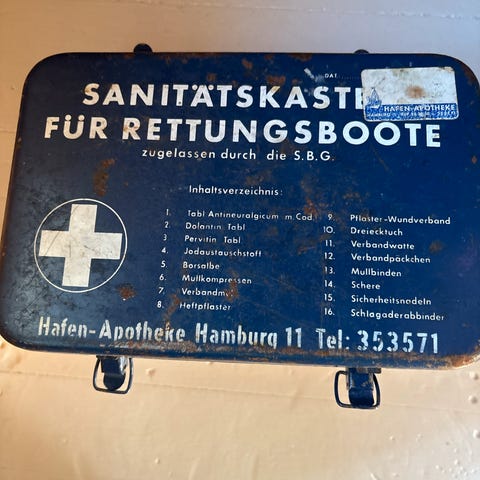 DAT.
SANITÄTSKASTE
FÜR RETTUNGSBOOTE
HAFEN-APOTHEKE
zugelassen durch die S.B.G.
Inhaltsverzeichnis:
1. Tabl Antineuralgicum m. Cod.
2. Dolantin Tabl
3. Pervitin Tabl
4. Jodaustauschstoff
5. Borsalbe
6. Mullkompressen
7. Verbandm
8. Heftpflaster
9. Pflaster-Wundverband
10. Dreiecktuch
11. Verbandwatte
12. Verbandpäckchen
13. Mullbinden
14. Schere
15. Sicherheitsnadeln
16. Schlagaderabbinder
Hafen-Apotheke Hamburg 11 Tel: 353571